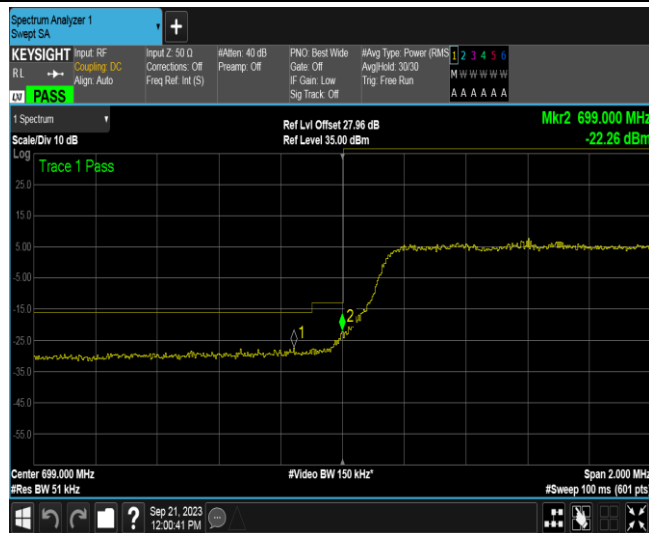 Spectrum Analyzer 1
Swept SA
+
KEYSIGHT
RL
Input: RF
Coupling: DC
Align: Auto
Input Z: 50 Ω
Corrections: Off
Freq Ref: Int (S)
#Atten: 40 dB
Preamp: Off
PNO: Best Wide
Gate: Off
IF Gain: Low
Sig Track: Off
#Avg Type: Power (RMS
Avg|Hold: 30/30
Trig: Free Run
1 2 3 4 5 6
M W W W W W
A A A A A A
LXI PASS
1 Spectrum
Scale/Div 10 dB
Ref Lvl Offset 27.96 dB
Ref Level 35.00 dBm
Mkr2 699.000 MHz
-22.26 dBm
Log
Trace 1 Pass
25.0
15.0
5.00
-5.00
-15.0
-25.0
-35.0
-45.0
-55.0
1
2
Center 699.000 MHz
#Res BW 51 kHz
#Video BW 150 kHz*
Span 2.000 MHz
#Sweep 100 ms (601 pts)
?
Sep 21, 2023
12:00:41 PM